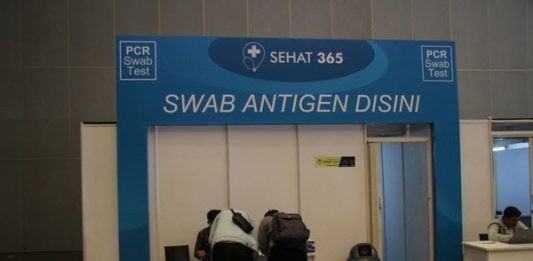 PCR
Swab
Test
SEHAT 365
PCR
Swab
Test
SWAB ANTIGEN DISINI